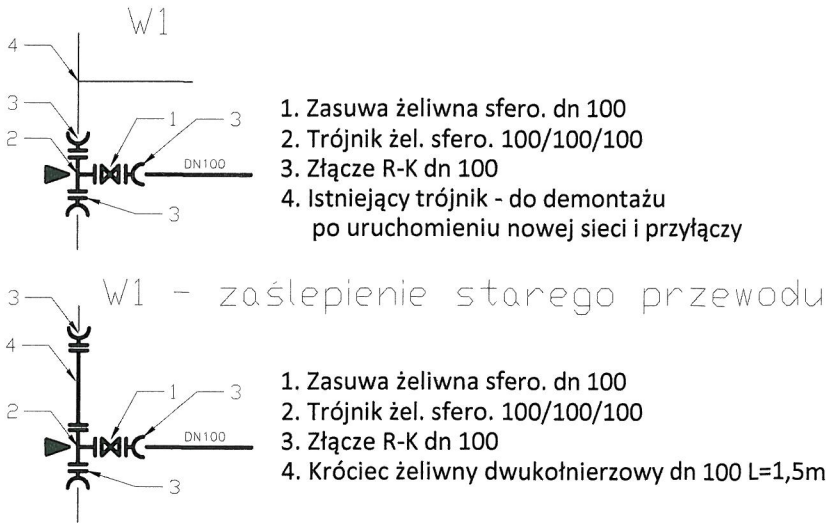 W1
4
3
1
3
2
DN100
3
1. Zasuwa żeliwna sfero. dn 100
2. Trójnik żel. sfero. 100/100/100
3. Złącze R-K dn 100
4. Istniejący trójnik - do demontażu
po uruchomieniu nowej sieci i przyłączy
W1 - zaślepienie starego przewodu
3
4
1
3
2
DN100
3
1. Zasuwa żeliwna sfero. dn 100
2. Trójnik żel. sfero. 100/100/100
3. Złącze R-K dn 100
4. Króciec żeliwny dwukołnierzowy dn 100 L=1,5m